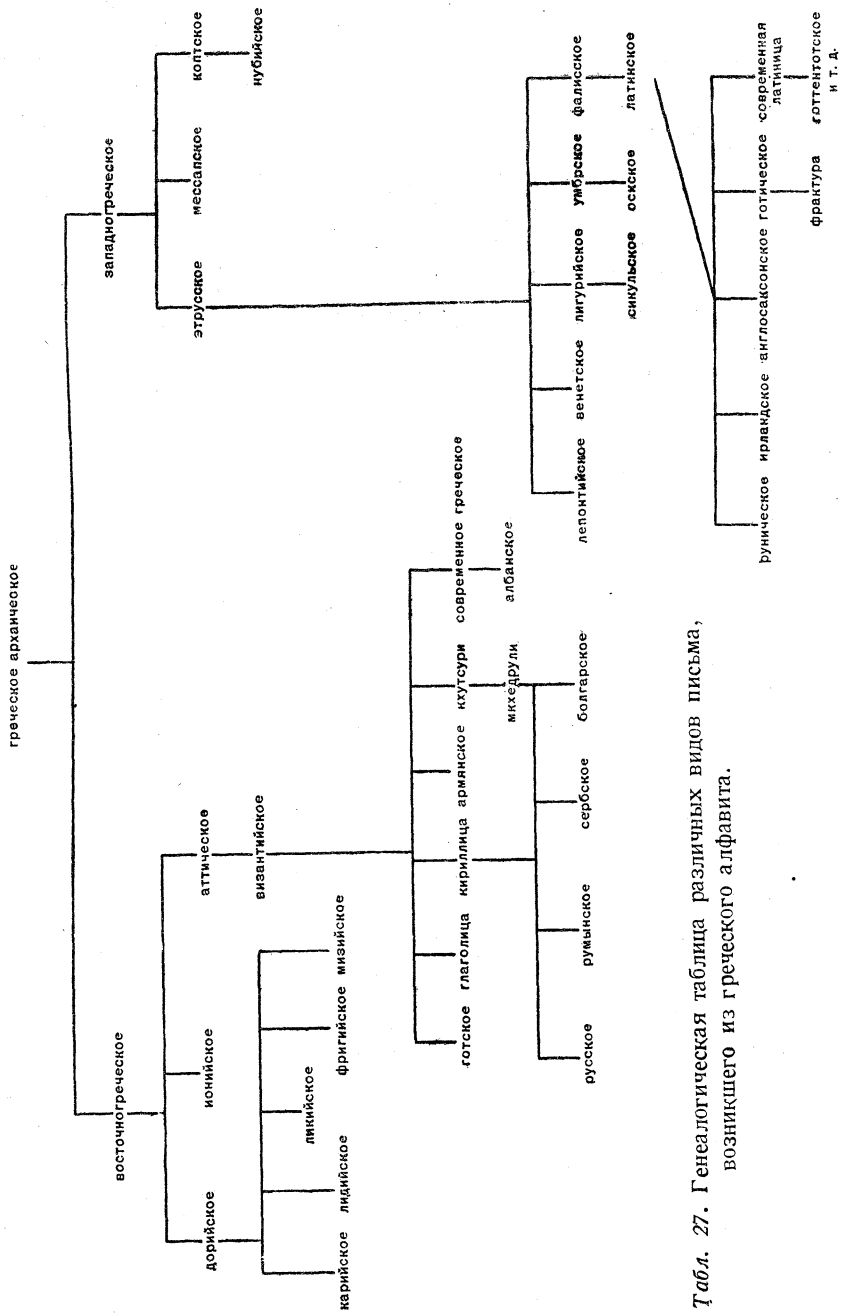 греческое архаическое
восточногреческое
западногреческое
дорийское ионийское аттическое
этрусское мессапское коптское
византийское
нубийское
карийское лидийское ликийское фригийское мизийское
готское глаголица кириллица армянское кхутсури современное греческое
мкхедрули
албанское
лепонтийское венетское лигурийское умбрское фалисское
русское румынское сербское болгарское
сикульское оскское латинское
руническое ирландское англосаксонское готическое современная
латиница
фрактура готтентотское
и т. д.
Табл. 27. Генеалогическая таблица различных видов письма,
возникшего из греческого алфавита.